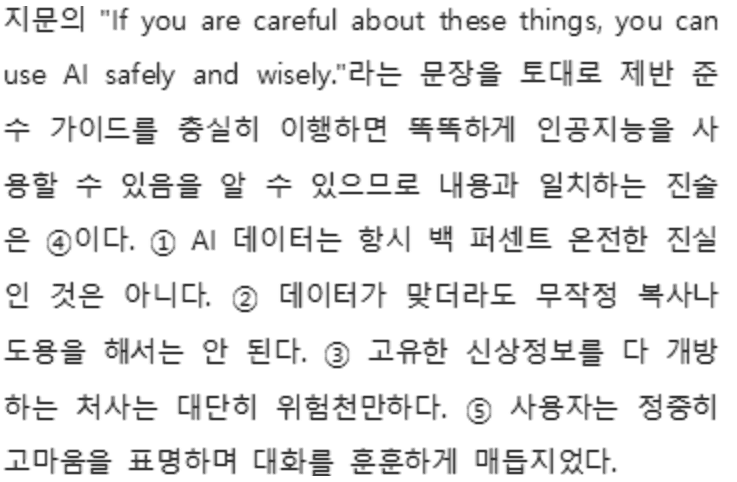 지문의 "If you are careful about these things, you can
use AI safely and wisely."라는 문장을 토대로 제반 준
수 가이드를 충실히 이행하면 똑똑하게 인공지능을 사
용할 수 있음을 알 수 있으므로 내용과 일치하는 진술
은 ④이다. ① AI 데이터는 항시 백 퍼센트 온전한 진실
인 것은 아니다. ② 데이터가 맞더라도 무작정 복사나
도용을 해서는 안 된다. ③ 고유한 신상정보를 다 개방
하는 처사는 대단히 위험천만하다. ⑤ 사용자는 정중히
고마움을 표명하며 대화를 훈훈하게 매듭지었다.